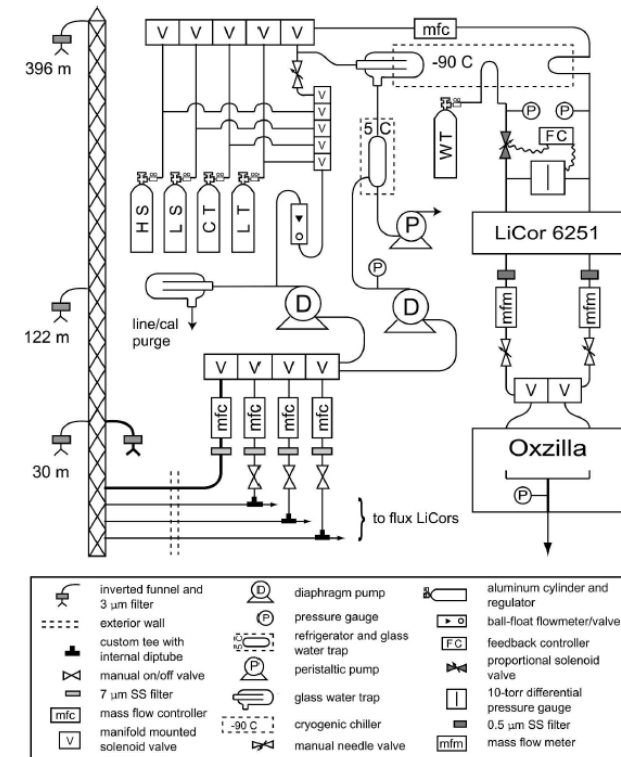 396 m
122 m
30 m
V V V V V
mfc
-90 C
V
V
V
V
V
5 C
WT
P P
FC
HS
LS
CT
LT
P
LiCor 6251
P
D
D
line/cal
purge
mfm
mfm
V V V V
V V
mfc
mfc
mfc
mfc
Oxzilla
P
to flux LiCors
inverted funnel and
3 µm filter
exterior wall
custom tee with
internal diptube
manual on/off valve
7 µm SS filter
mfc
mass flow controller
V
manifold mounted
solenoid valve
D
diaphragm pump
P
pressure gauge
5 C
refrigerator and glass
water trap
P
peristaltic pump
glass water trap
-90 C
cryogenic chiller
manual needle valve
aluminum cylinder and
regulator
ball-float flowmeter/valve
FC
feedback controller
proportional solenoid
valve
10-torr differential
pressure gauge
0.5 µm SS filter
mfm
mass flow meter